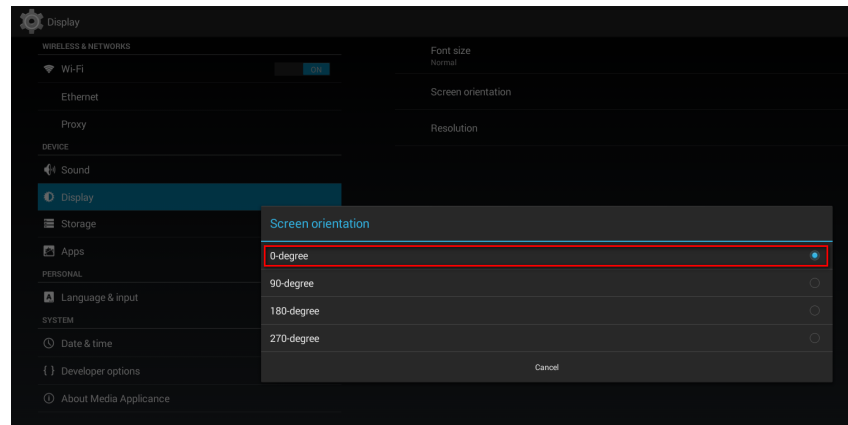 Display
WIRELESS & NETWORKS
Wi-Fi
ON
Ethernet
Proxy
DEVICE
Sound
Display
Storage
Apps
PERSONAL
Language & input
SYSTEM
Date & time
Developer options
About Media Applicance
Font size
Normal
Screen orientation
Resolution
Screen orientation
0-degree
90-degree
180-degree
270-degree
Cancel